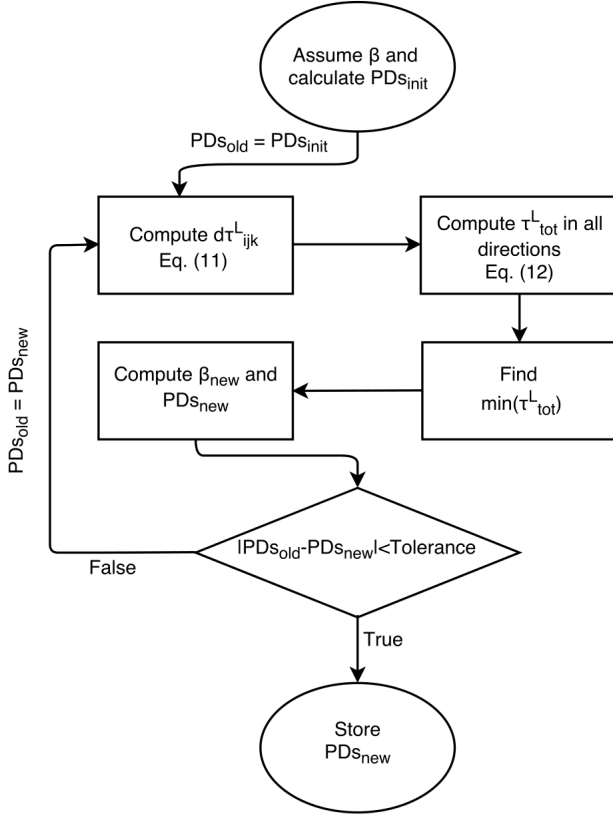 Assume β and
calculate PDs_init
PDs_old = PDs_init
Compute dτ^L_ijk
Eq. (11)
Compute τ^L_tot in all
directions
Eq. (12)
Find
min(τ^L_tot)
Compute β_new and
PDs_new
PDs_old = PDs_new
|PDs_old-PDs_new|<Tolerance
False
True
Store
PDs_new